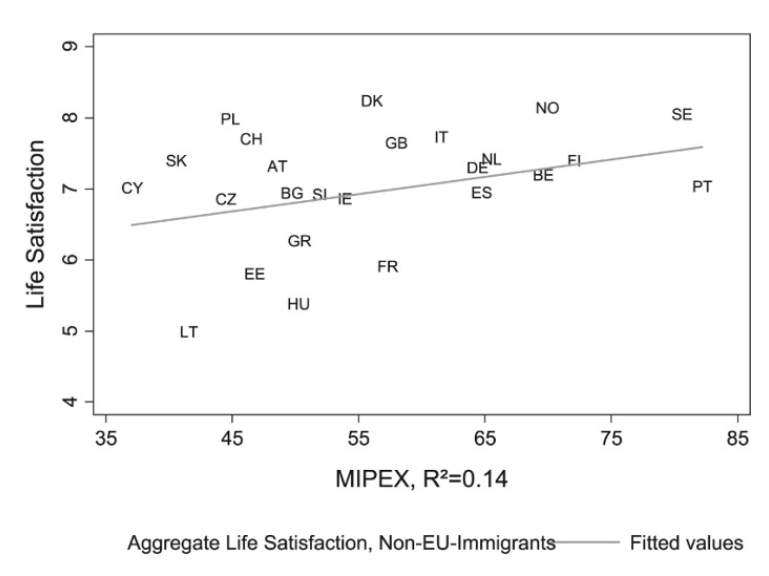 9
8
7
6
5
4
Life Satisfaction
DK
NO
SE
PL
CH
GB
IT
SK
AT
NL
DE
FI
BE
CY
CZ
BG
SI
IE
ES
PT
GR
EE
FR
HU
LT
35 45 55 65 75 85
MIPEX, R²=0.14
Aggregate Life Satisfaction, Non-EU-Immigrants Fitted values